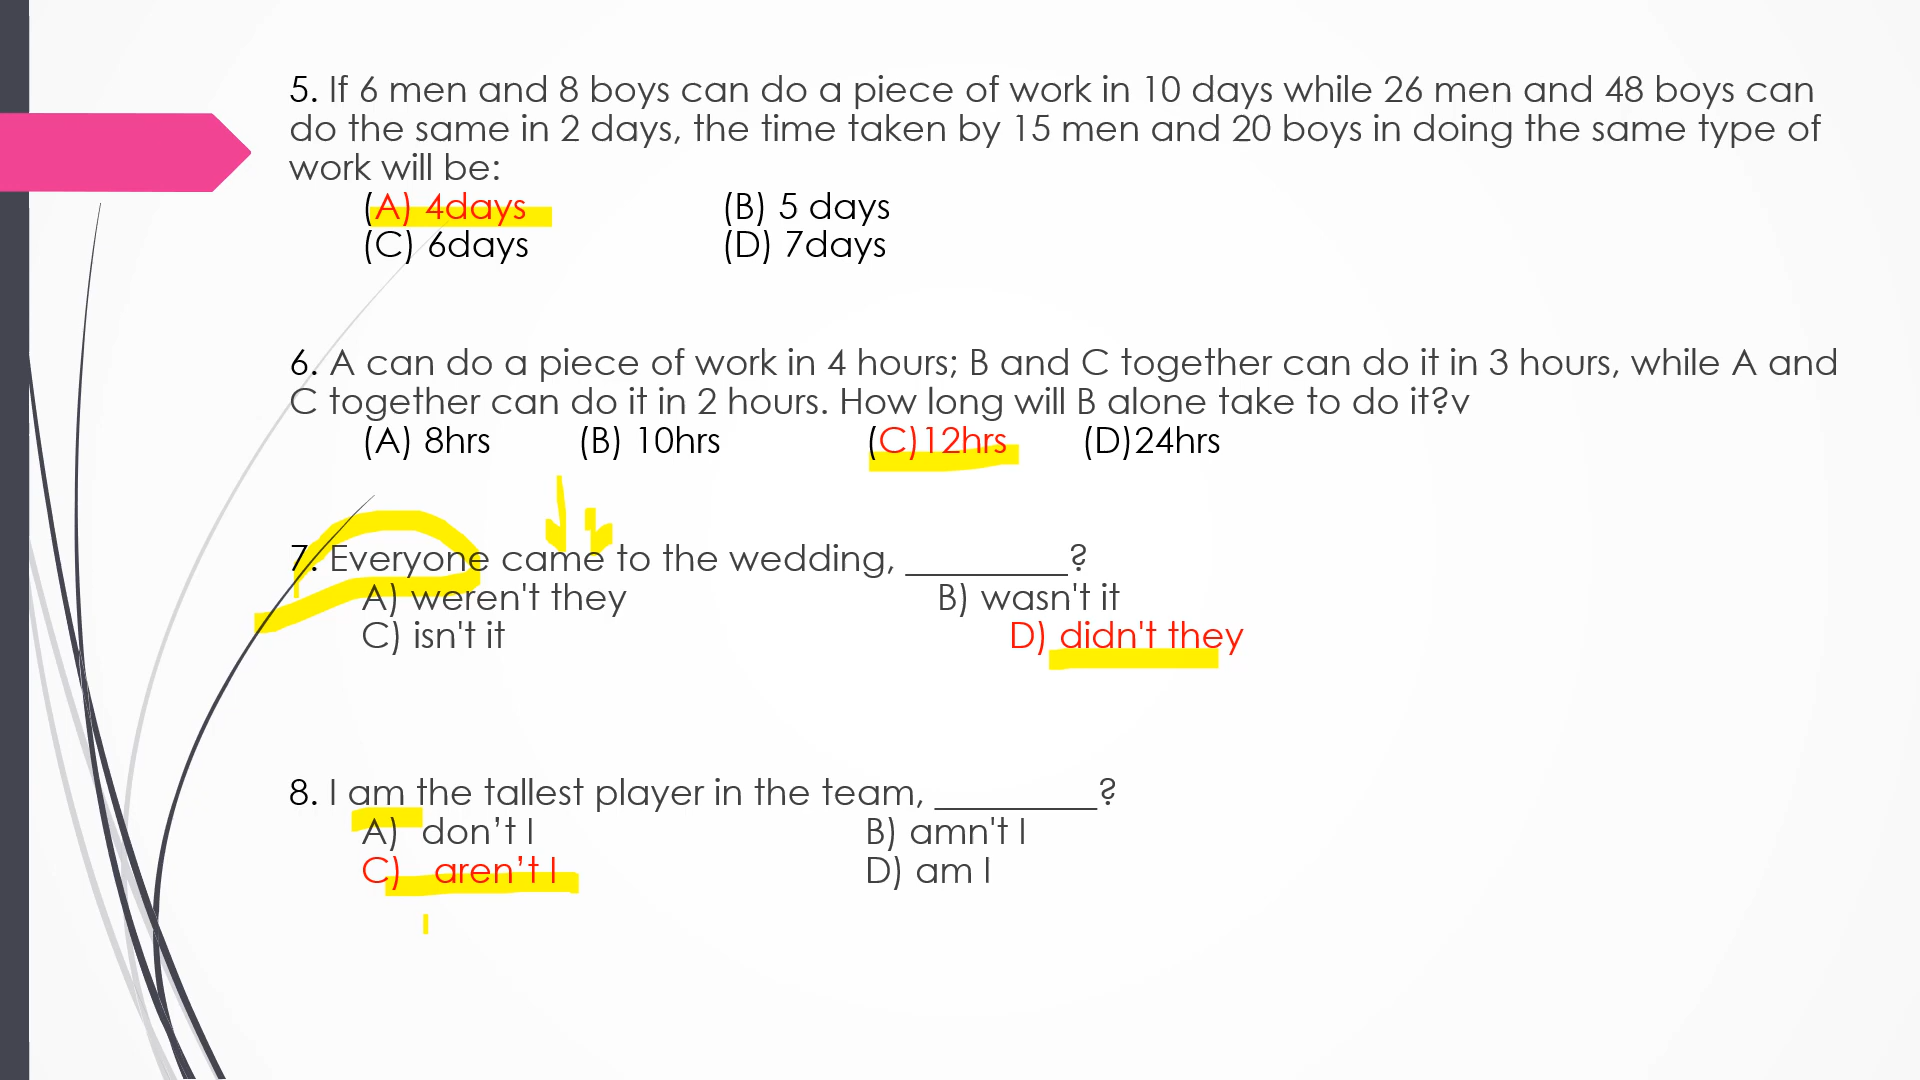 5. If 6 men and 8 boys can do a piece of work in 10 days while 26 men and 48 boys can
do the same in 2 days, the time taken by 15 men and 20 boys in doing the same type of
work will be:
(A) 4days (B) 5 days
(C) 6days (D) 7days
6. A can do a piece of work in 4 hours; B and C together can do it in 3 hours, while A and
C together can do it in 2 hours. How long will B alone take to do it?v
(A) 8hrs (B) 10hrs (C)12hrs (D)24hrs
7. Everyone came to the wedding, _________?
A) weren't they B) wasn't it
C) isn't it D) didn't they
8. I am the tallest player in the team, _________?
A) don’t I B) amn't I
C) aren’t I D) am I